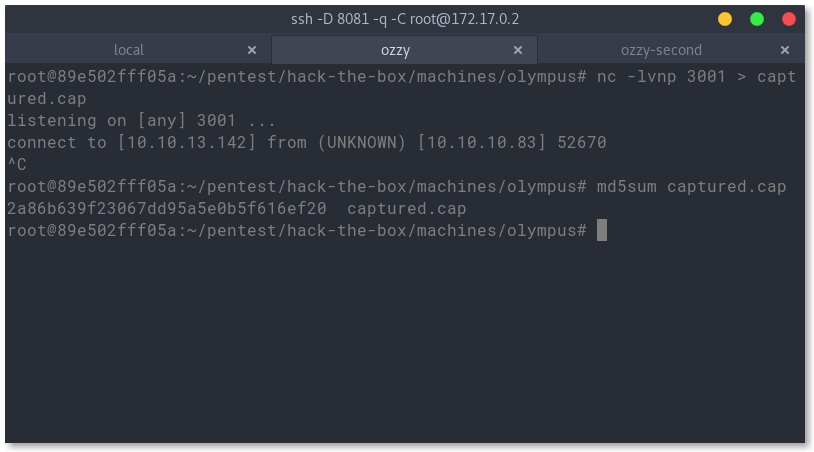 ssh -D 8081 -q -C root@172.17.0.2
local × ozzy × ozzy-second ×
root@89e502fff05a:~/pentest/hack-the-box/machines/olympus# nc -lvnp 3001 > capt
ured.cap
listening on [any] 3001 ...
connect to [10.10.13.142] from (UNKNOWN) [10.10.10.83] 52670
^C
root@89e502fff05a:~/pentest/hack-the-box/machines/olympus# md5sum captured.cap
2a86b639f23067dd95a5e0b5f616ef20  captured.cap
root@89e502fff05a:~/pentest/hack-the-box/machines/olympus#